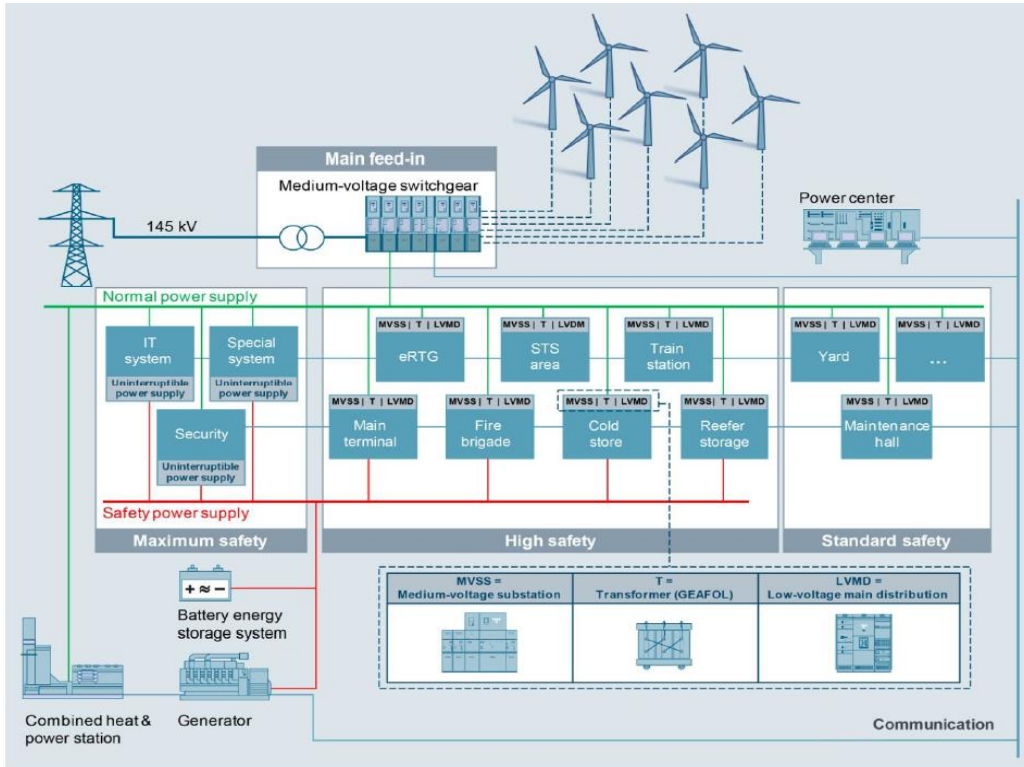 Main feed-in
Medium-voltage switchgear
145 kV
Power center
Normal power supply
IT
system
Uninterruptible
power supply
Special
system
Uninterruptible
power supply
Security
Uninterruptible
power supply
Safety power supply
Maximum safety
MVSS | T | LVMD
eRTG
MVSS | T | LVDM
STS
area
MVSS | T | LVMD
Train
station
MVSS | T | LVMD
Main
terminal
MVSS | T | LVMD
Fire
brigade
MVSS | T | LVMD
Cold
store
MVSS | T | LVMD
Reefer
storage
High safety
MVSS | T | LVMD
Yard
MVSS | T | LVMD
...
MVSS | T | LVMD
Maintenance
hall
Standard safety
MVSS =
Medium-voltage substation
T =
Transformer (GEAFOL)
LVMD =
Low-voltage main distribution
+ ≈ −
Battery energy
storage system
Combined heat &
power station
Generator
Communication